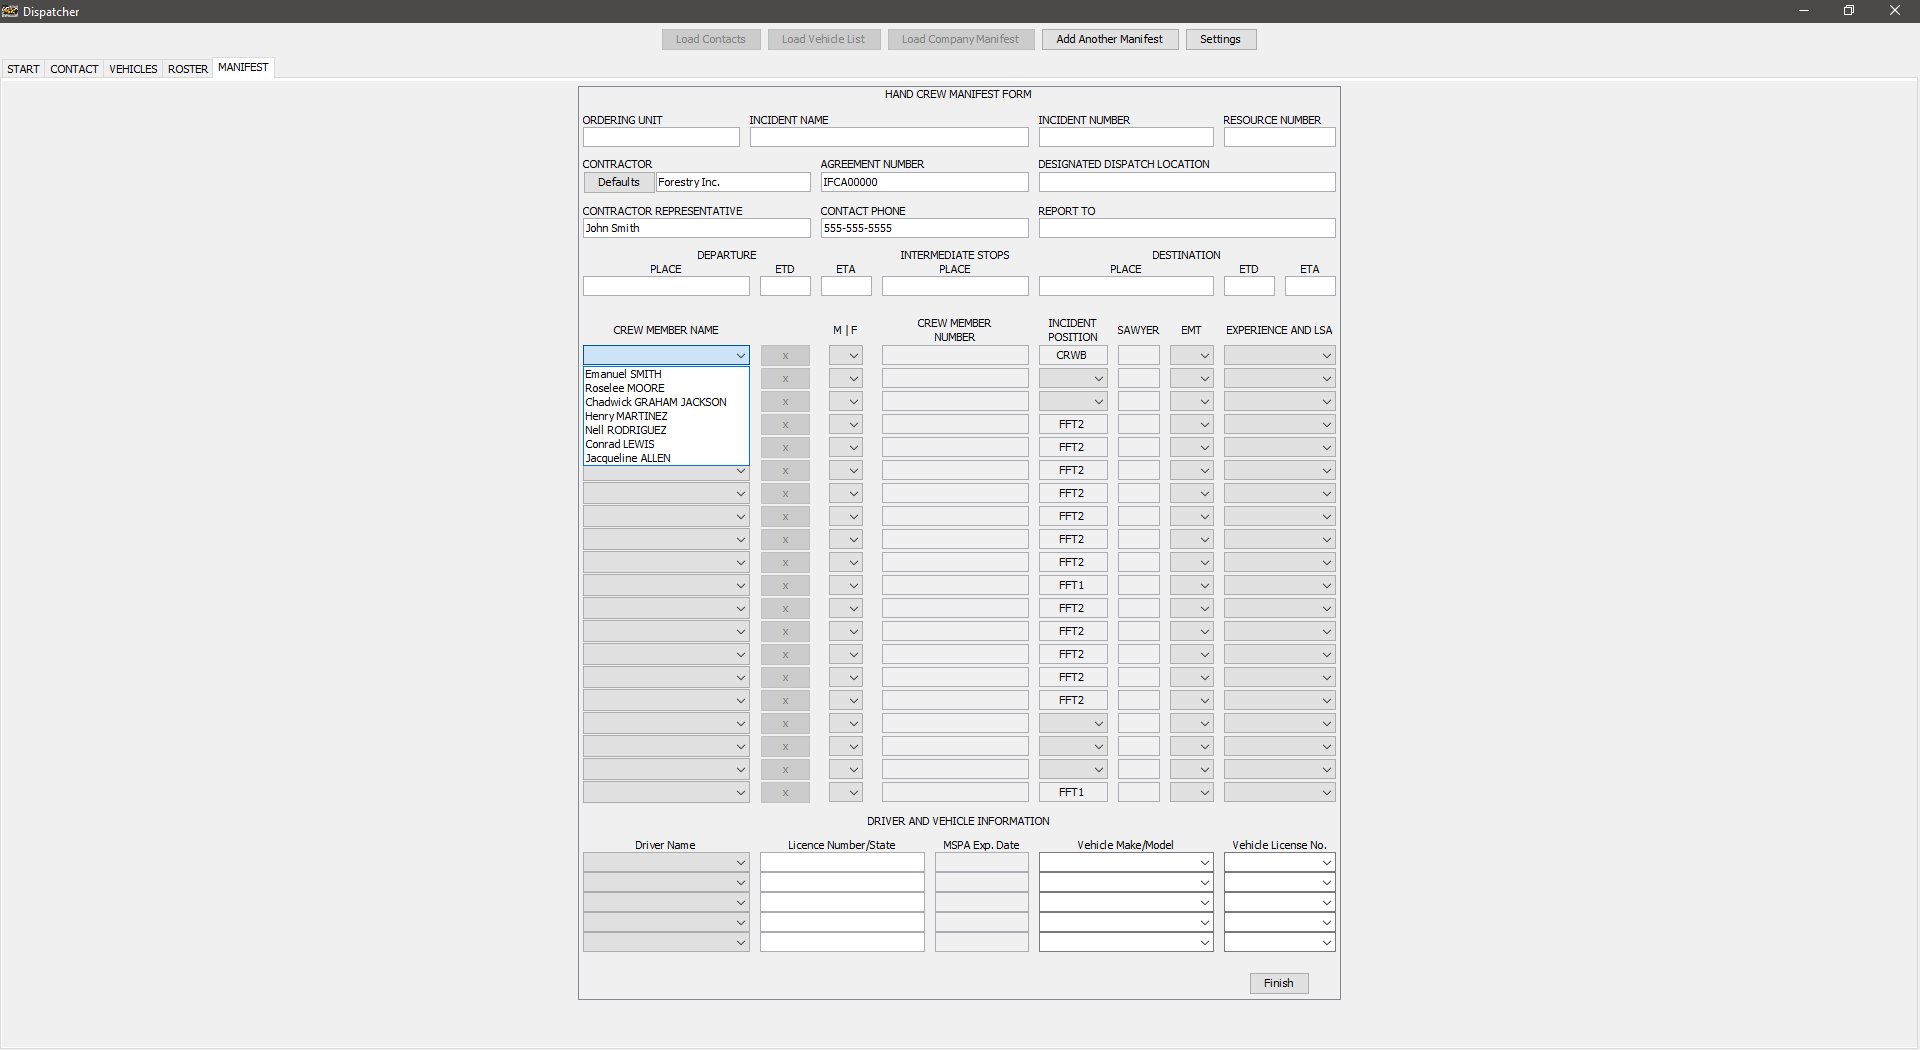 Dispatcher
Load Contacts Load Vehicle List Load Company Manifest Add Another Manifest Settings
START CONTACT VEHICLES ROSTER MANIFEST
HAND CREW MANIFEST FORM
ORDERING UNIT INCIDENT NAME INCIDENT NUMBER RESOURCE NUMBER
CONTRACTOR AGREEMENT NUMBER DESIGNATED DISPATCH LOCATION
Defaults Forestry Inc. IFCA00000
CONTRACTOR REPRESENTATIVE CONTACT PHONE REPORT TO
John Smith 555-555-5555
DEPARTURE INTERMEDIATE STOPS DESTINATION
PLACE ETD ETA PLACE PLACE ETD ETA
CREW MEMBER NAME M | F CREW MEMBER NUMBER INCIDENT POSITION SAWYER EMT EXPERIENCE AND LSA
x CRWB
Emanuel SMITH x
Roselee MOORE
Chadwick GRAHAM JACKSON x
Henry MARTINEZ
Nell RODRIGUEZ x FFT2
Conrad LEWIS x FFT2
Jacqueline ALLEN
x FFT2
x FFT2
x FFT2
x FFT2
x FFT2
x FFT1
x FFT2
x FFT2
x FFT2
x FFT2
x FFT2
x
x
x
x FFT1
DRIVER AND VEHICLE INFORMATION
Driver Name Licence Number/State MSPA Exp. Date Vehicle Make/Model Vehicle License No.
Finish